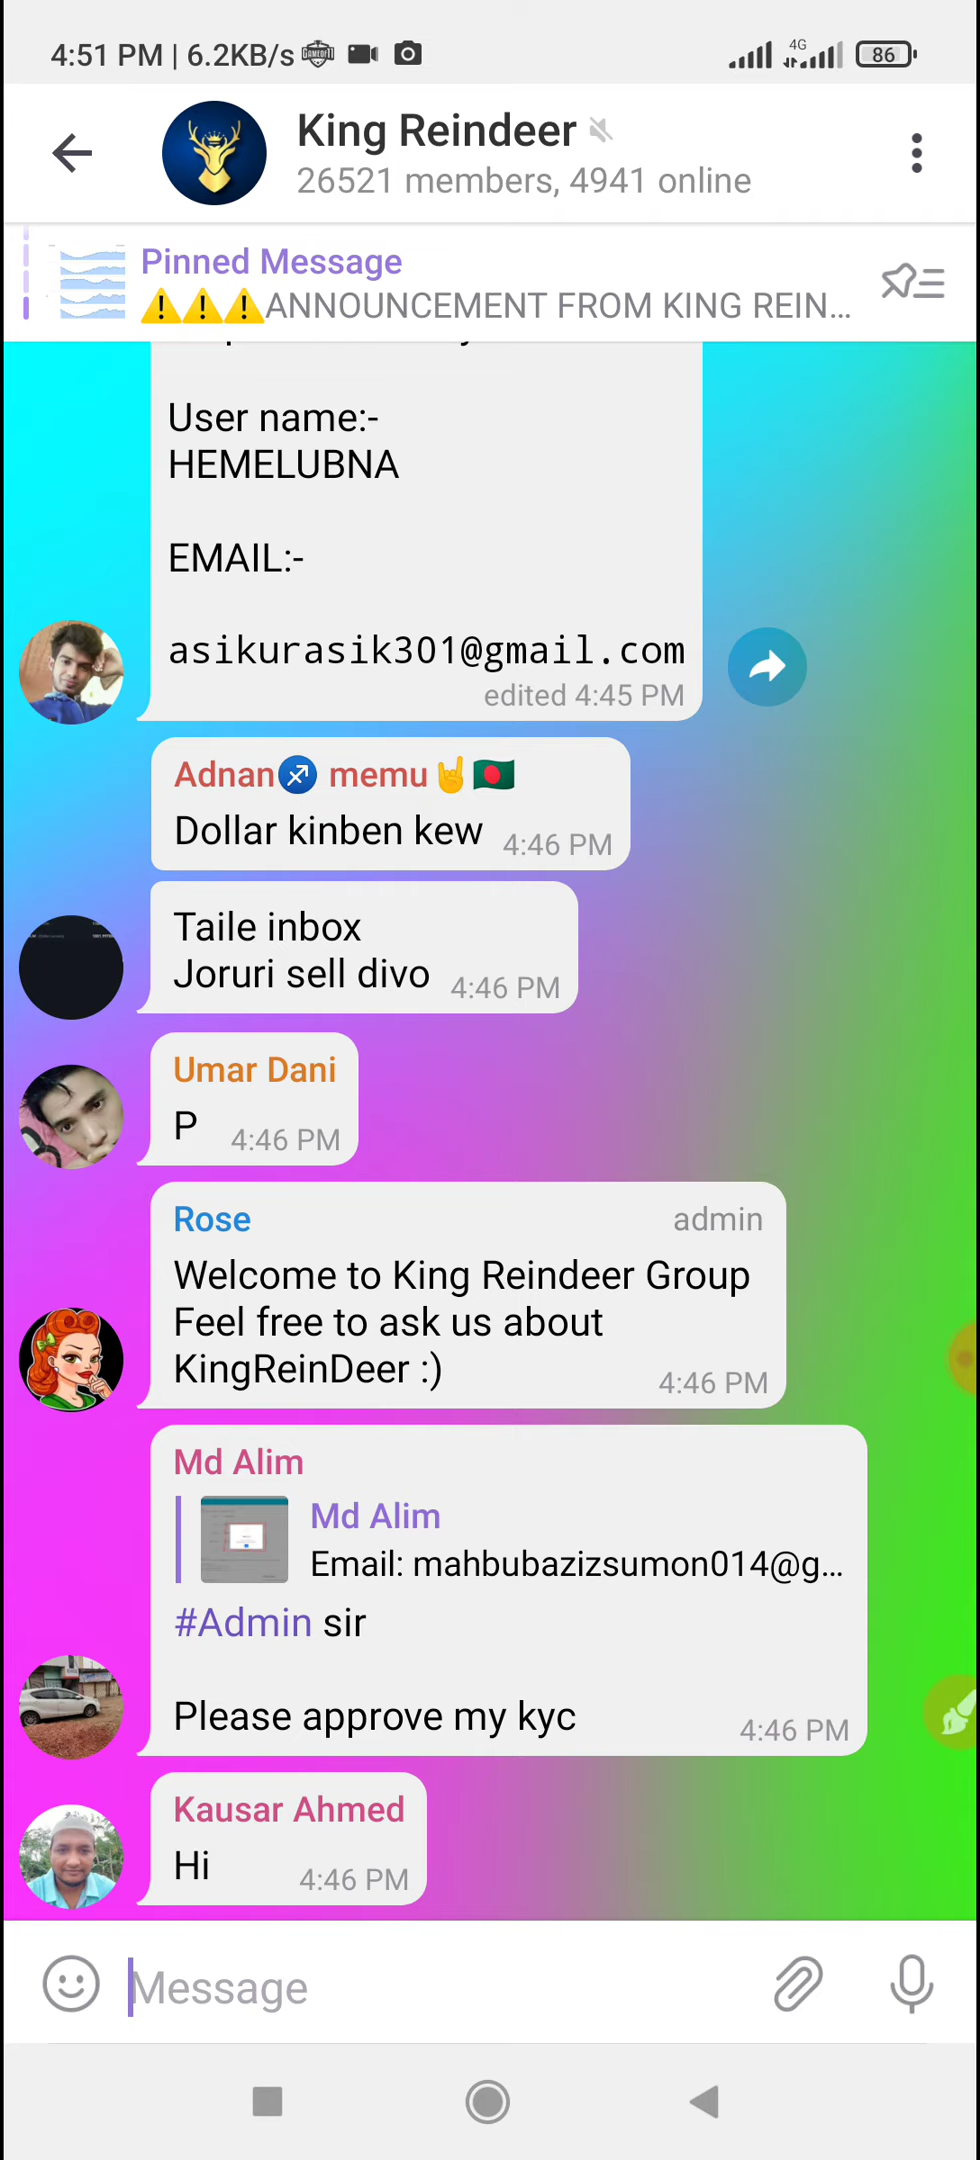 4:51 PM | 6.2KB/s
4G
86
King Reindeer
26521 members, 4941 online
Pinned Message
⚠️⚠️⚠️ANNOUNCEMENT FROM KING REIN...
User name:-
HEMELUBNA
EMAIL:-
asikurasik301@gmail.com
edited 4:45 PM
Adnan♐ memu🤘🇧🇩
Dollar kinben kew 4:46 PM
Taile inbox
Joruri sell divo 4:46 PM
Umar Dani
P 4:46 PM
Rose admin
Welcome to King Reindeer Group
Feel free to ask us about
KingReinDeer :) 4:46 PM
Md Alim
Md Alim
Email: mahbubazizsumon014@g...
#Admin sir
Please approve my kyc 4:46 PM
Kausar Ahmed
Hi 4:46 PM
Message